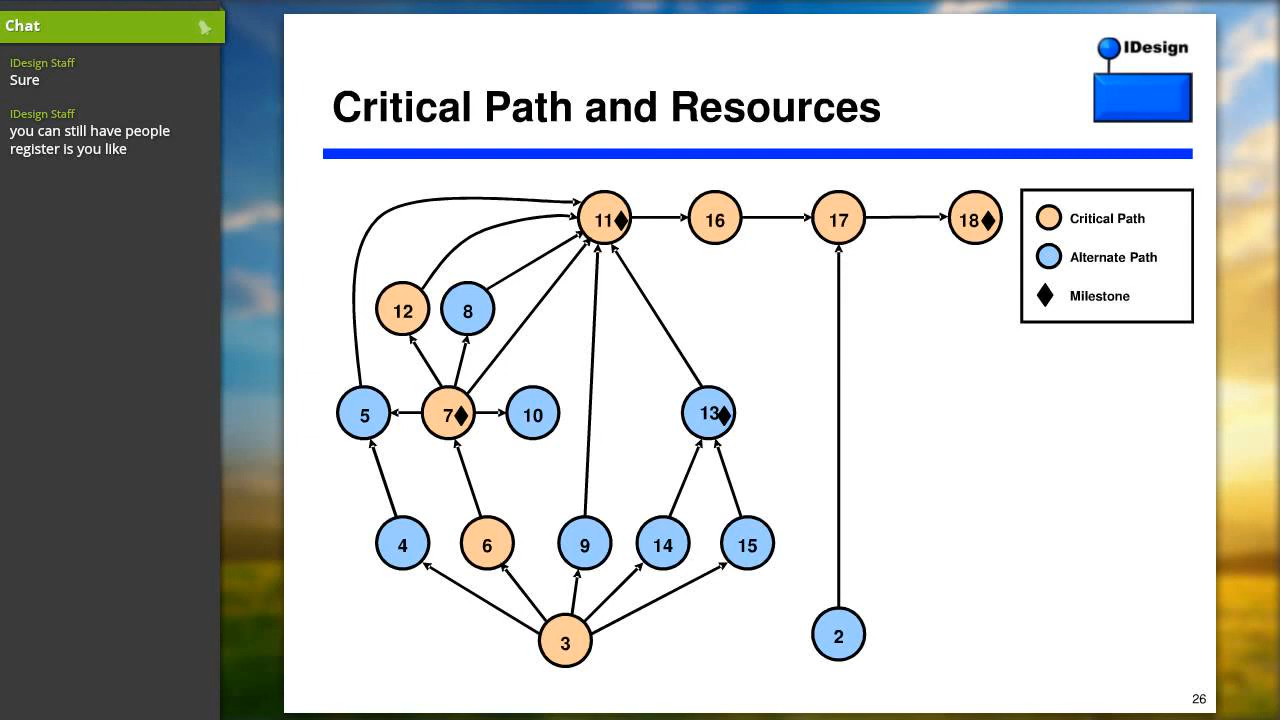 Chat
IDesign Staff
Sure
IDesign Staff
you can still have people
register is you like
IDesign
Critical Path and Resources
11
16
17
18
Critical Path
Alternate Path
Milestone
12
8
5
7
10
13
4
6
9
14
15
3
2
26